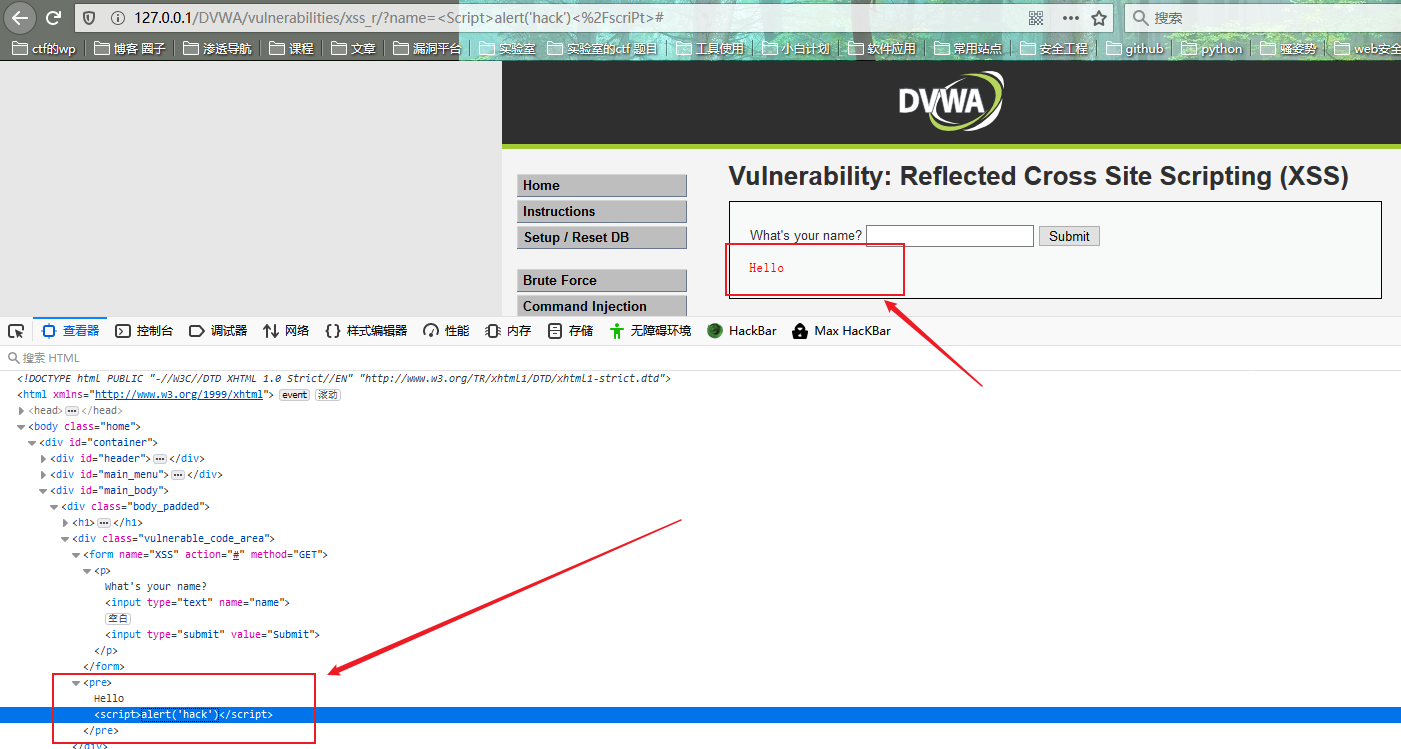 127.0.0.1/DVWA/vulnerabilities/xss_r/?name=<Script>alert('hack')<%2FscriPt>#
搜索
ctf的wp 博客 圈子 渗透导航 课程 文章 漏洞平台 实验室 实验室的ctf 题目 工具使用 小白计划 软件应用 常用站点 安全工程 github python 骚姿势 web安全
DVWA
Home
Instructions
Setup / Reset DB
Brute Force
Command Injection
Vulnerability: Reflected Cross Site Scripting (XSS)
What's your name? Submit
Hello
查看器 控制台 调试器 网络 {} 样式编辑器 性能 内存 存储 无障碍环境 HackBar Max HacKBar
搜索 HTML
<!DOCTYPE html PUBLIC "-//W3C//DTD XHTML 1.0 Strict//EN" "http://www.w3.org/TR/xhtml1/DTD/xhtml1-strict.dtd">
<html xmlns="http://www.w3.org/1999/xhtml"> event 滚动
<head> ••• </head>
<body class="home">
<div id="container">
<div id="header"> ••• </div>
<div id="main_menu"> ••• </div>
<div id="main_body">
<div class="body_padded">
<h1> ••• </h1>
<div class="vulnerable_code_area">
<form name="XSS" action="#" method="GET">
<p>
What's your name?
<input type="text" name="name">
空白
<input type="submit" value="Submit">
</p>
</form>
<pre>
Hello
<script>alert('hack')</script>
</pre>
</div>